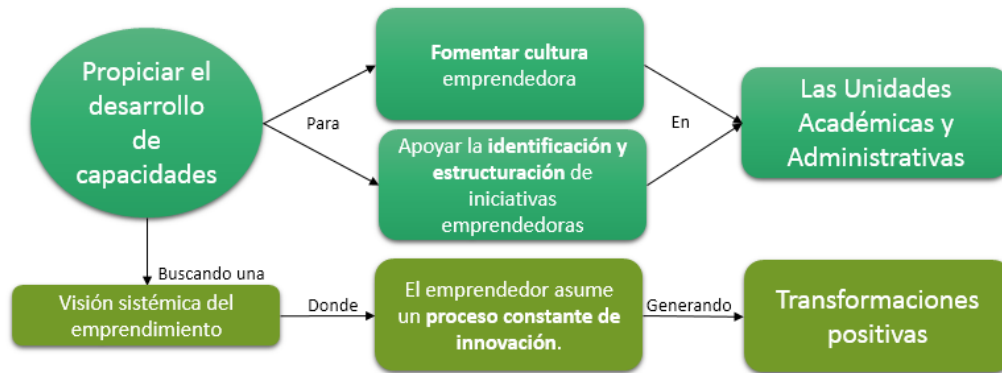 Propiciar el
desarrollo
de
capacidades
Para
Fomentar cultura
emprendedora
Apoyar la identificación y
estructuración de
iniciativas
emprendedoras
En
Las Unidades
Académicas y
Administrativas
Buscando una
Visión sistémica del
emprendimiento
Donde
El emprendedor asume
un proceso constante de
innovación.
Generando
Transformaciones
positivas